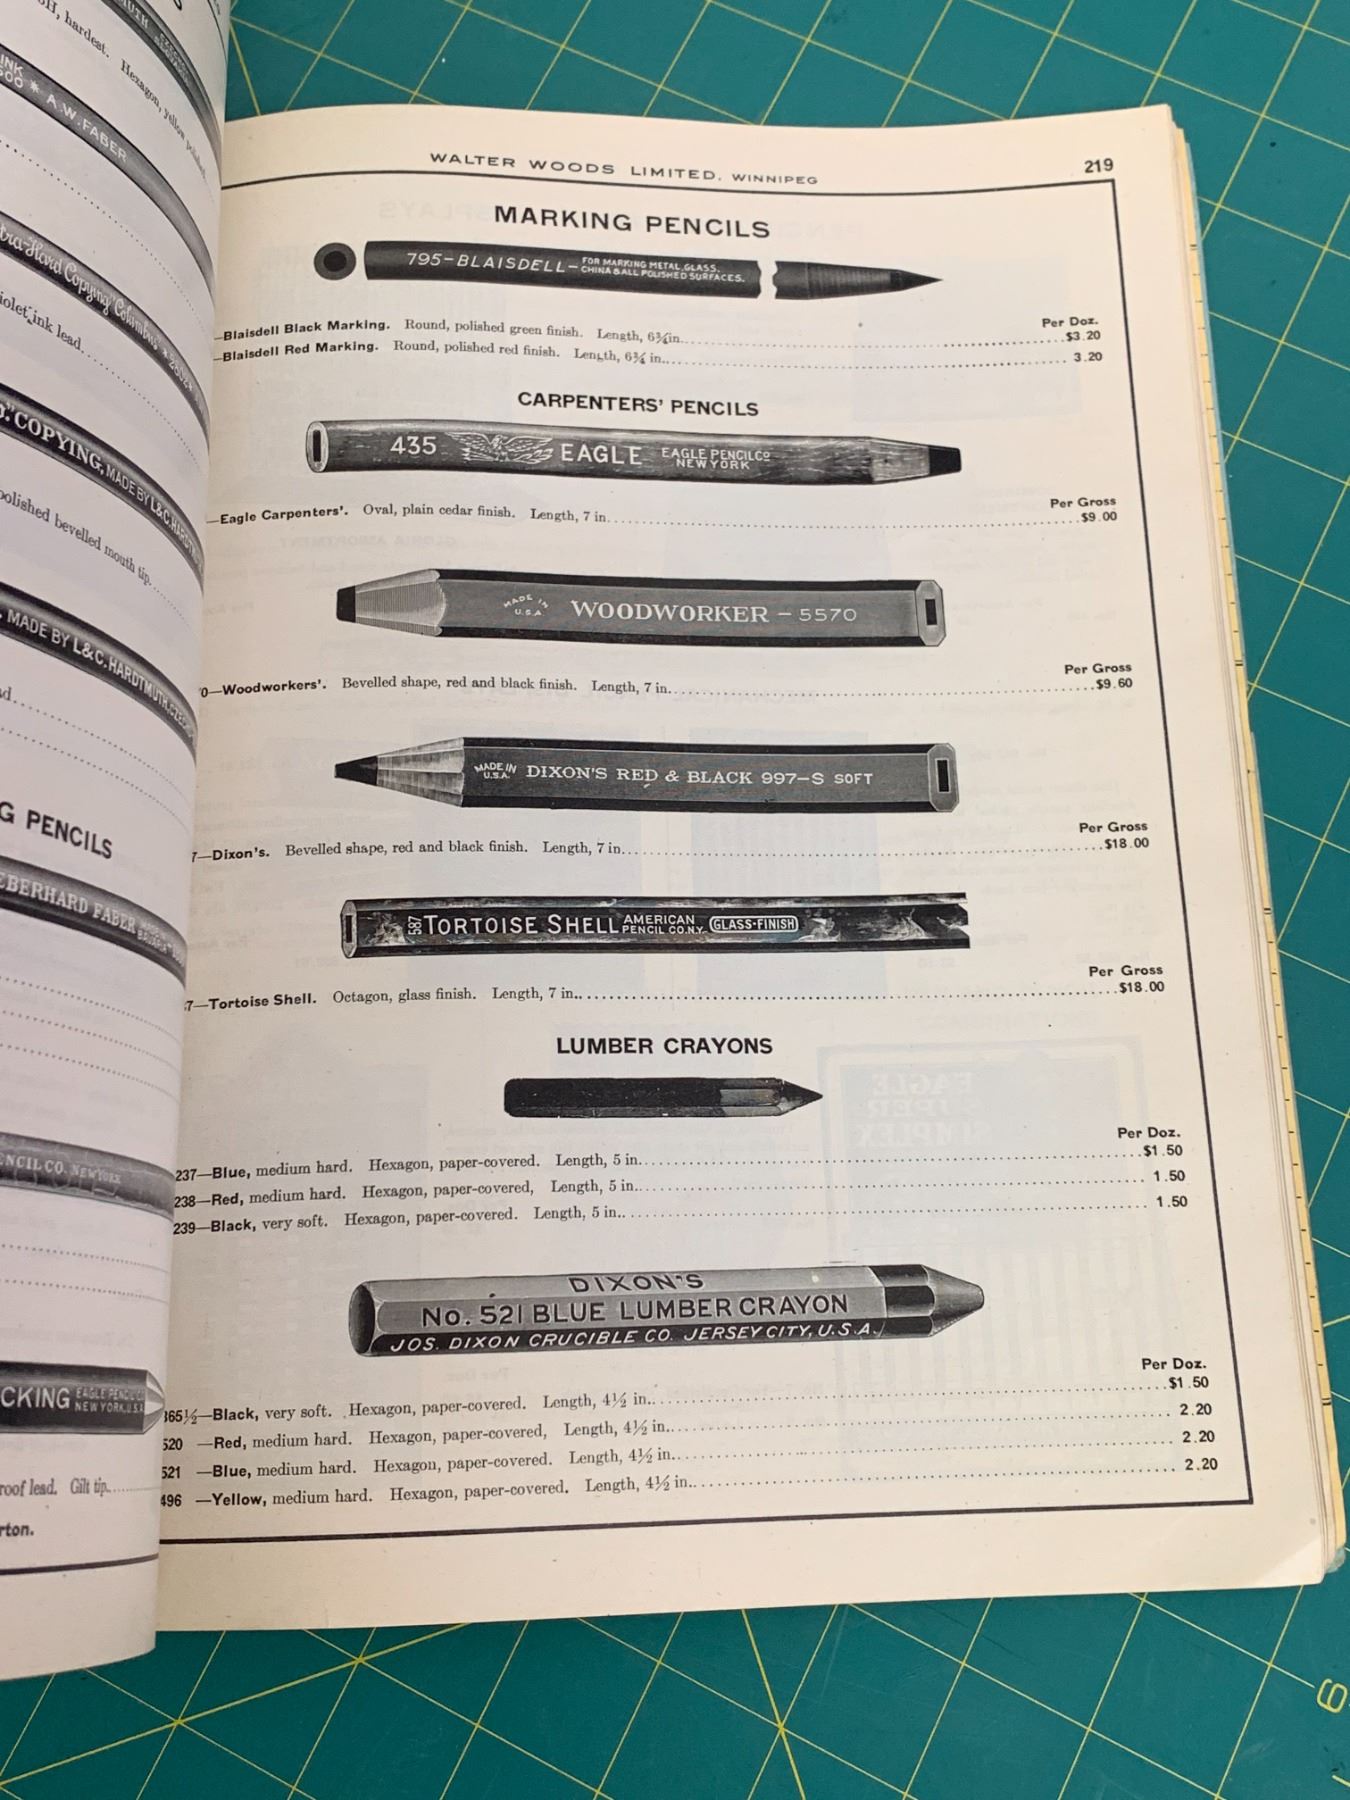 H, hardest. Hexagon, yellow polished.
A.W. FABER
Extra-Hard Copying "Columbus"
violet ink lead
COPYING, MADE BY L&C. HARDTMUTH
polished bevelled mouth tip.
MADE BY L&C. HARDTMUTH
G PENCILS
EBERHARD FABER
NCIL CO. NEW YORK
CKING EAGLE PENCIL CO
NEW YORK, U.S.A.
roof lead. Gilt tip.
rton.
WALTER WOODS LIMITED, WINNIPEG
219
MARKING PENCILS
795-BLAISDELL- FOR MARKING METAL, GLASS,
CHINA & ALL POLISHED SURFACES.
Per Doz.
—Blaisdell Black Marking. Round, polished green finish. Length, 6¾ in. $3.20
—Blaisdell Red Marking. Round, polished red finish. Length, 6¾ in. 3.20
CARPENTERS' PENCILS
435 EAGLE EAGLE PENCIL CO
NEW YORK
Per Gross
—Eagle Carpenters'. Oval, plain cedar finish. Length, 7 in. $9.00
MADE IN
U.S.A. WOODWORKER - 5570
Per Gross
0—Woodworkers'. Bevelled shape, red and black finish. Length, 7 in. $9.60
MADE IN
U.S.A. DIXON'S RED & BLACK 997-S SOFT
Per Gross
7—Dixon's. Bevelled shape, red and black finish. Length, 7 in. $18.00
587 TORTOISE SHELL AMERICAN
PENCIL CO. N.Y. GLASS-FINISH
Per Gross
7—Tortoise Shell. Octagon, glass finish. Length, 7 in. $18.00
LUMBER CRAYONS
Per Doz.
237—Blue, medium hard. Hexagon, paper-covered. Length, 5 in. $1.50
238—Red, medium hard. Hexagon, paper-covered, Length, 5 in. 1.50
239—Black, very soft. Hexagon, paper-covered. Length, 5 in. 1.50
DIXON'S
No. 521 BLUE LUMBER CRAYON
JOS. DIXON CRUCIBLE CO. JERSEY CITY, U.S.A.
Per Doz.
365½—Black, very soft. Hexagon, paper-covered. Length, 4½ in. $1.50
520 —Red, medium hard. Hexagon, paper-covered, Length, 4½ in. 2.20
521 —Blue, medium hard. Hexagon, paper-covered. Length, 4½ in. 2.20
496 —Yellow, medium hard. Hexagon, paper-covered. Length, 4½ in. 2.20